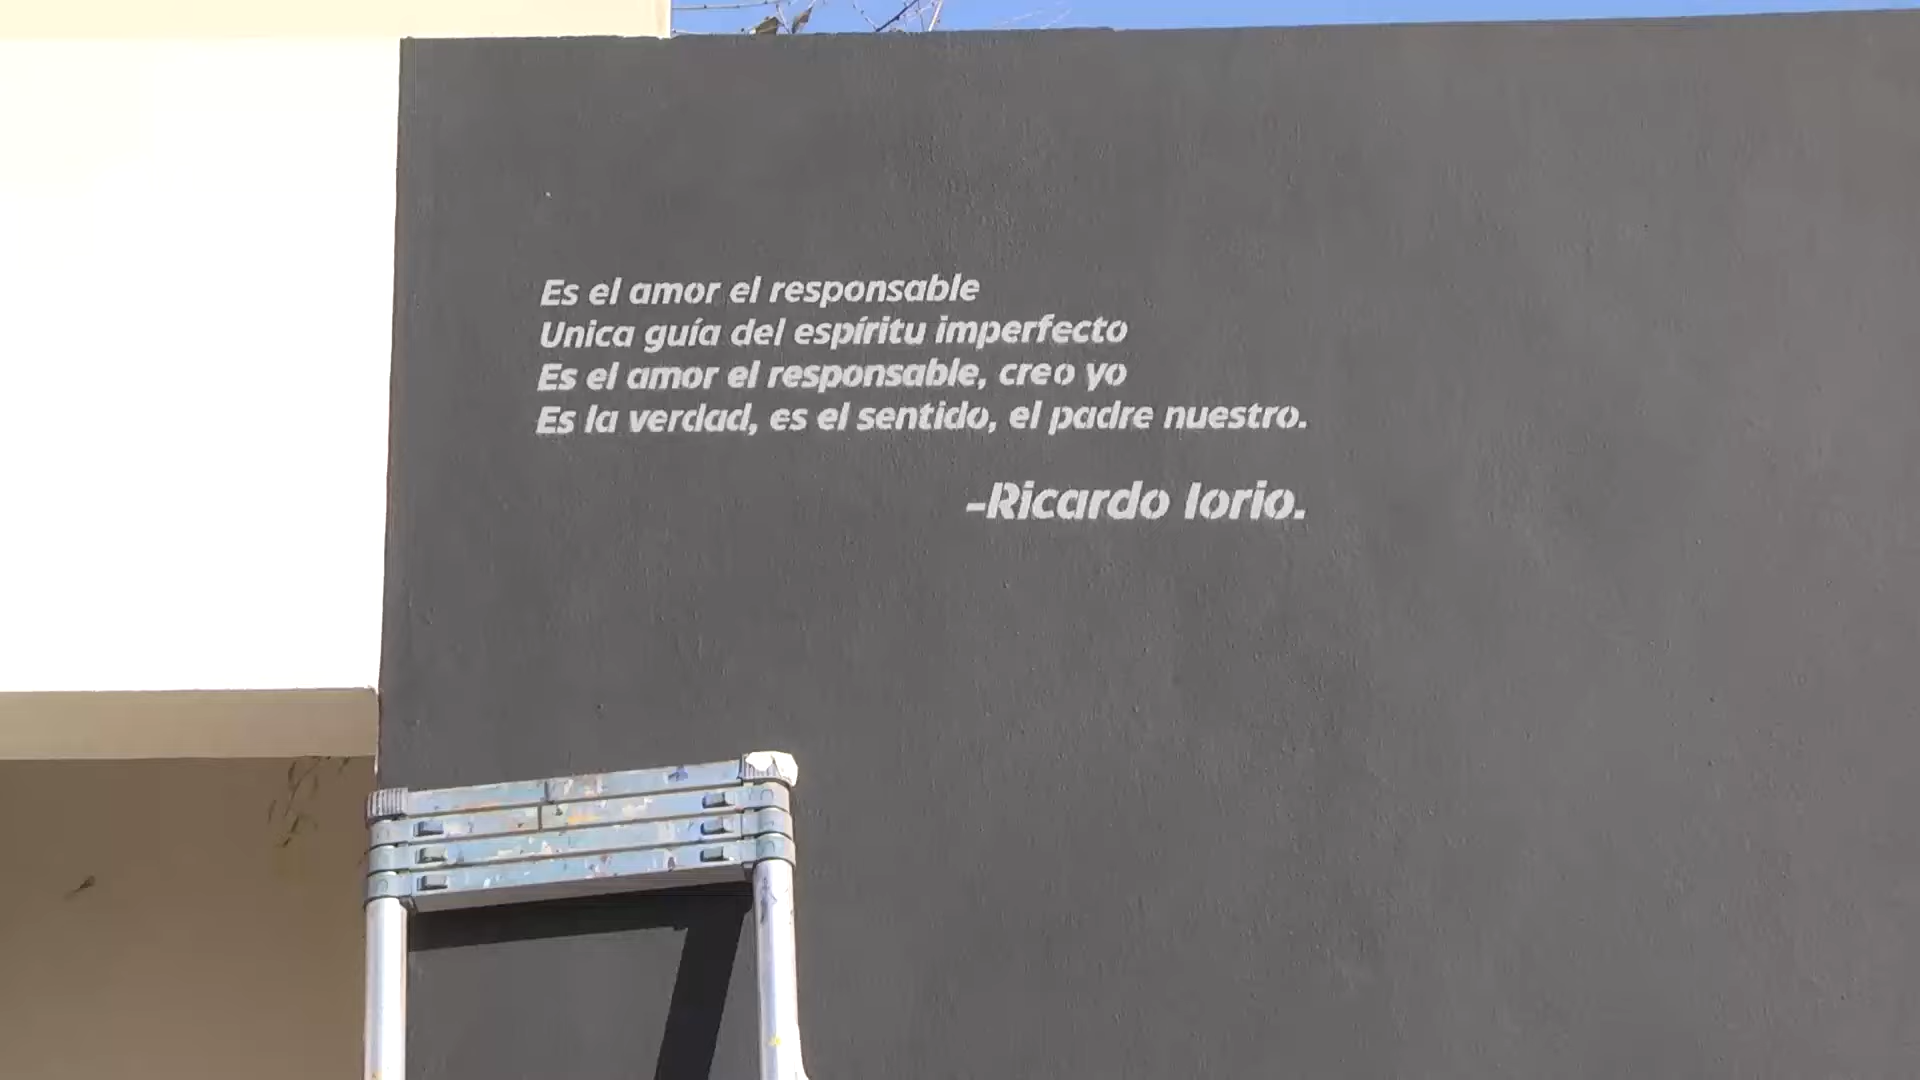 Es el amor el responsable
Unica guía del espíritu imperfecto
Es el amor el responsable, creo yo
Es la verdad, es el sentido, el padre nuestro.
-Ricardo Iorio.